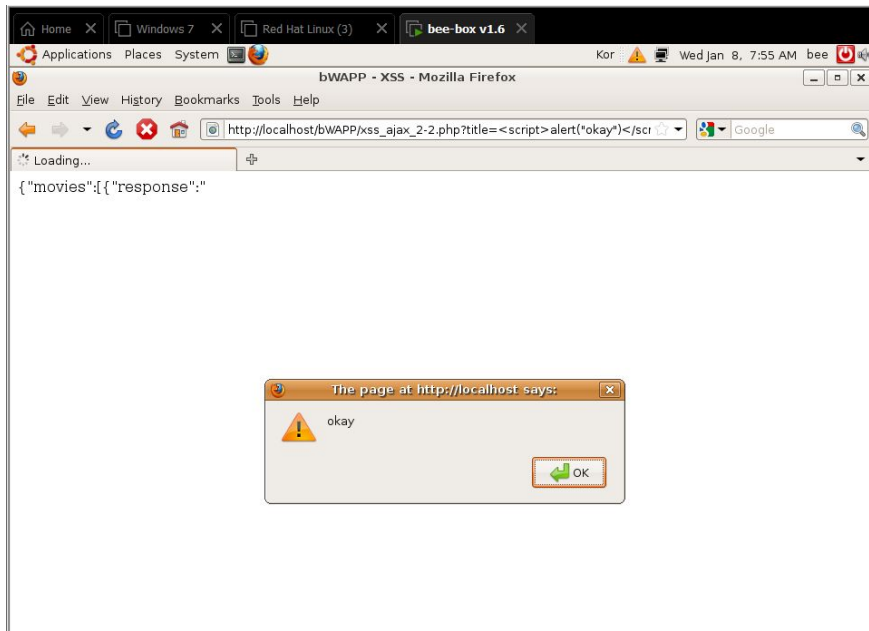 Home Windows 7 Red Hat Linux (3) bee-box v1.6
Applications Places System Kor Wed Jan 8, 7:55 AM bee
bWAPP - XSS - Mozilla Firefox
File Edit View History Bookmarks Tools Help
http://localhost/bWAPP/xss_ajax_2-2.php?title=<script>alert("okay")</scr Google
Loading...
{"movies":[{"response":"
The page at http://localhost says:
okay
OK